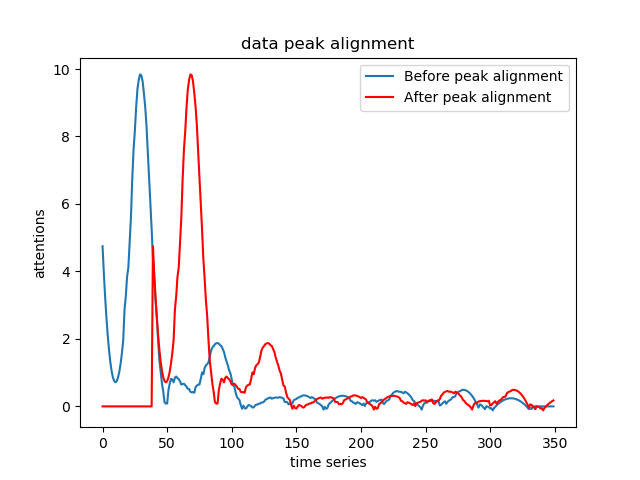 data peak alignment
Before peak alignment
After peak alignment
10
8
6
4
2
0
attentions
0 50 100 150 200 250 300 350
time series